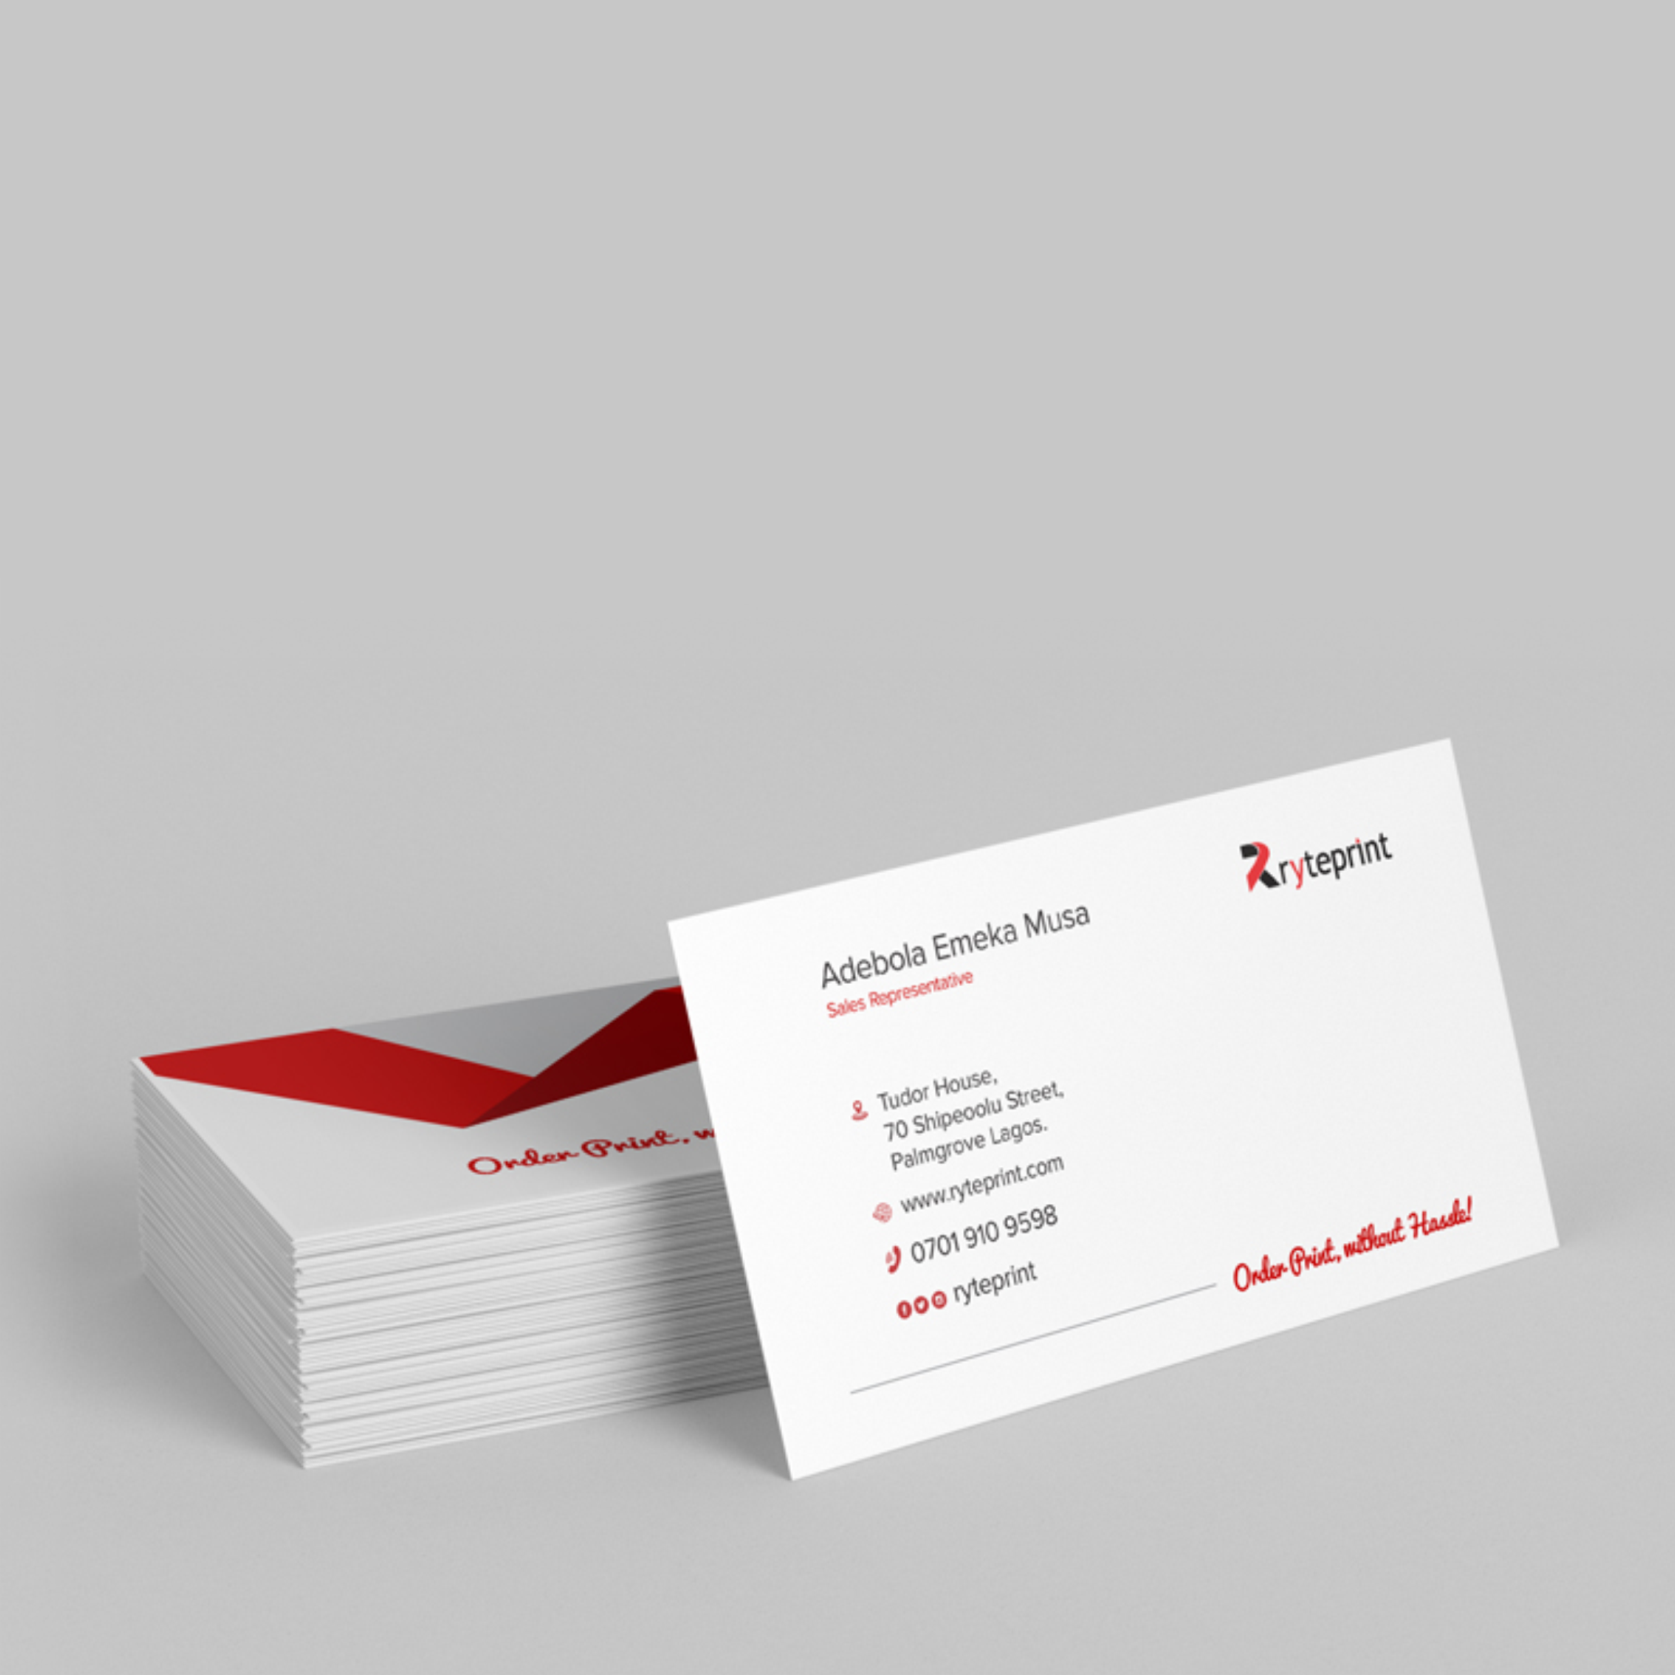 ryteprint
Adebola Emeka Musa
Sales Representative
Tudor House,
70 Shipeoolu Street,
Palmgrove Lagos.
www.ryteprint.com
0701 910 9598
ryteprint
Order Print, without Hassle!
Order Print, w